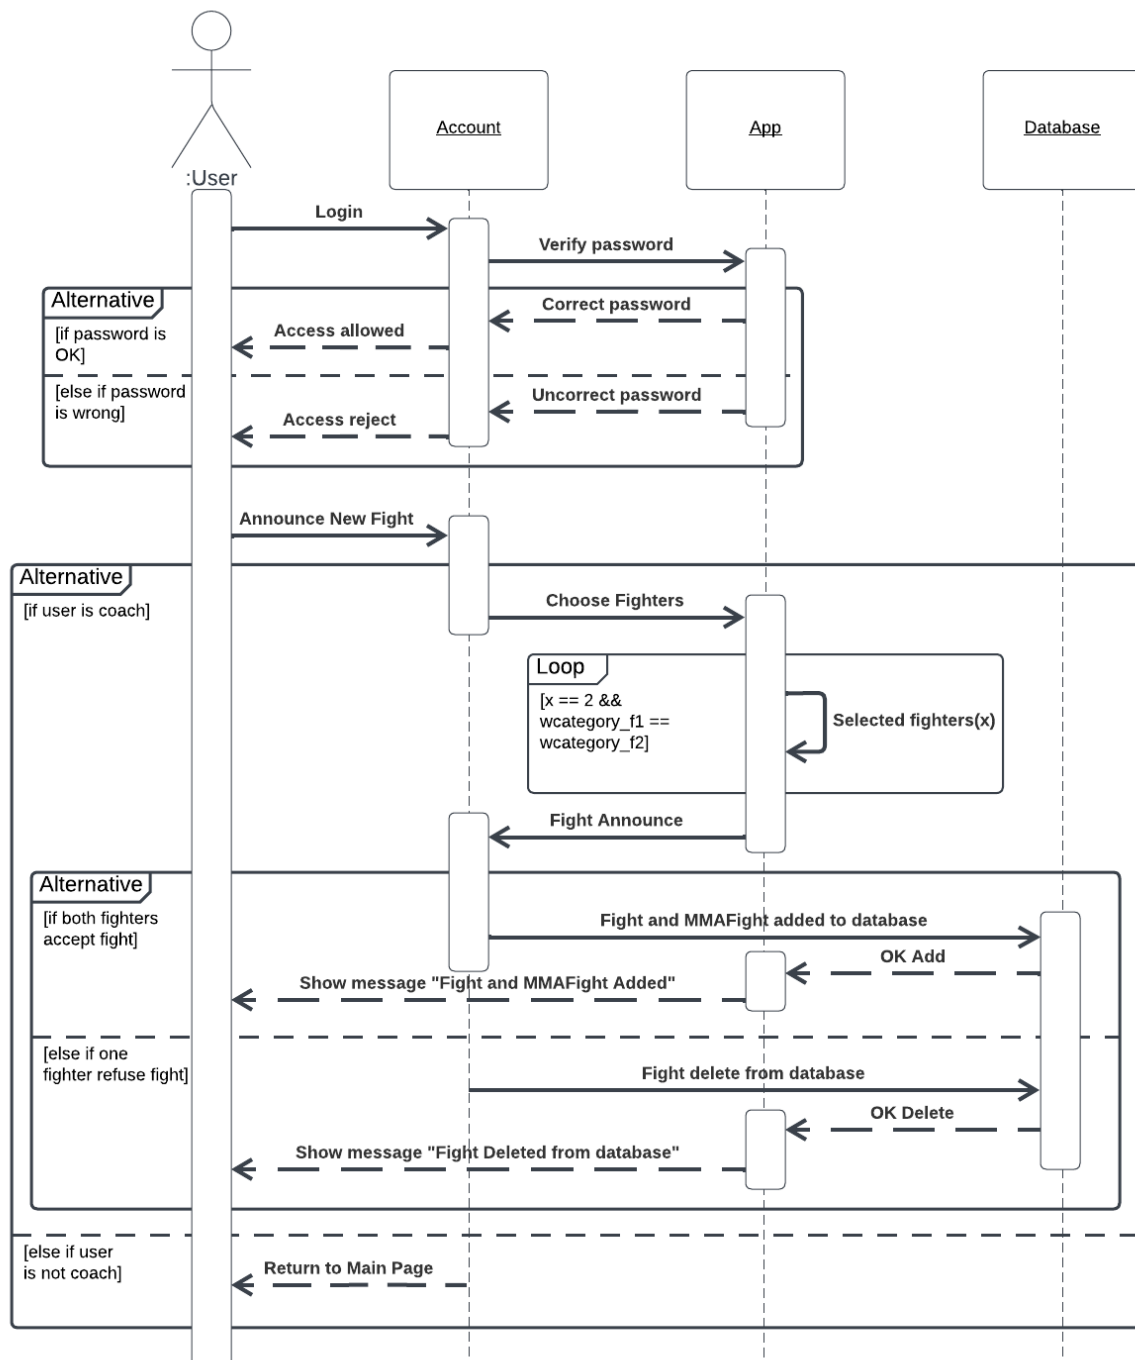 :User
Account
App
Database
Login
Verify password
Alternative
[if password is
OK]
Correct password
Access allowed
[else if password
is wrong]
Uncorrect password
Access reject
Announce New Fight
Alternative
[if user is coach]
Choose Fighters
Loop
[x == 2 &&
wcategory_f1 ==
wcategory_f2]
Selected fighters(x)
Fight Announce
Alternative
[if both fighters
accept fight]
Fight and MMAFight added to database
OK Add
Show message "Fight and MMAFight Added"
[else if one
fighter refuse fight]
Fight delete from database
OK Delete
Show message "Fight Deleted from database"
[else if user
is not coach]
Return to Main Page